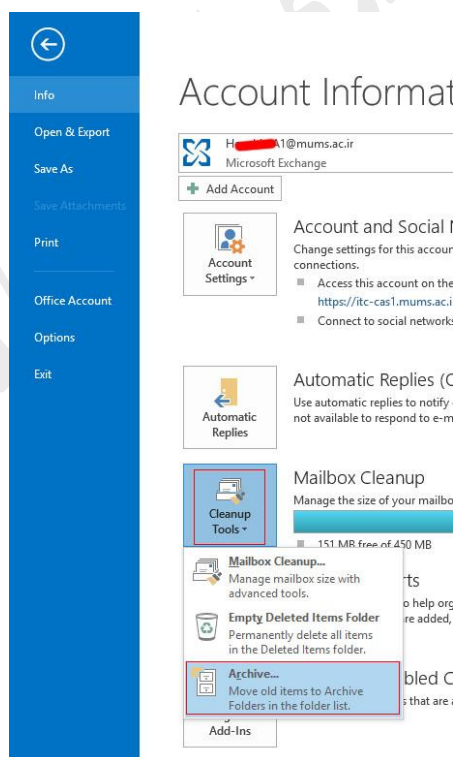 Info
Open & Export
Save As
Save Attachments
Print
Office Account
Options
Exit
Account Informat
A1@mums.ac.ir
Microsoft Exchange
Add Account
Account
Settings
Account and Social
Change settings for this accoun
connections.
Access this account on the
https://itc-cas1.mums.ac.i
Connect to social networks
Automatic
Replies
Automatic Replies (O
Use automatic replies to notify
not available to respond to e-m
Cleanup
Tools
Mailbox Cleanup
Manage the size of your mailbo
151 MB free of 450 MB
Mailbox Cleanup...
Manage mailbox size with
advanced tools.
Empty Deleted Items Folder
Permanently delete all items
in the Deleted Items folder.
Archive...
Move old items to Archive
Folders in the folder list.
rts
o help org
re added,
bled C
s that are a
Add-Ins